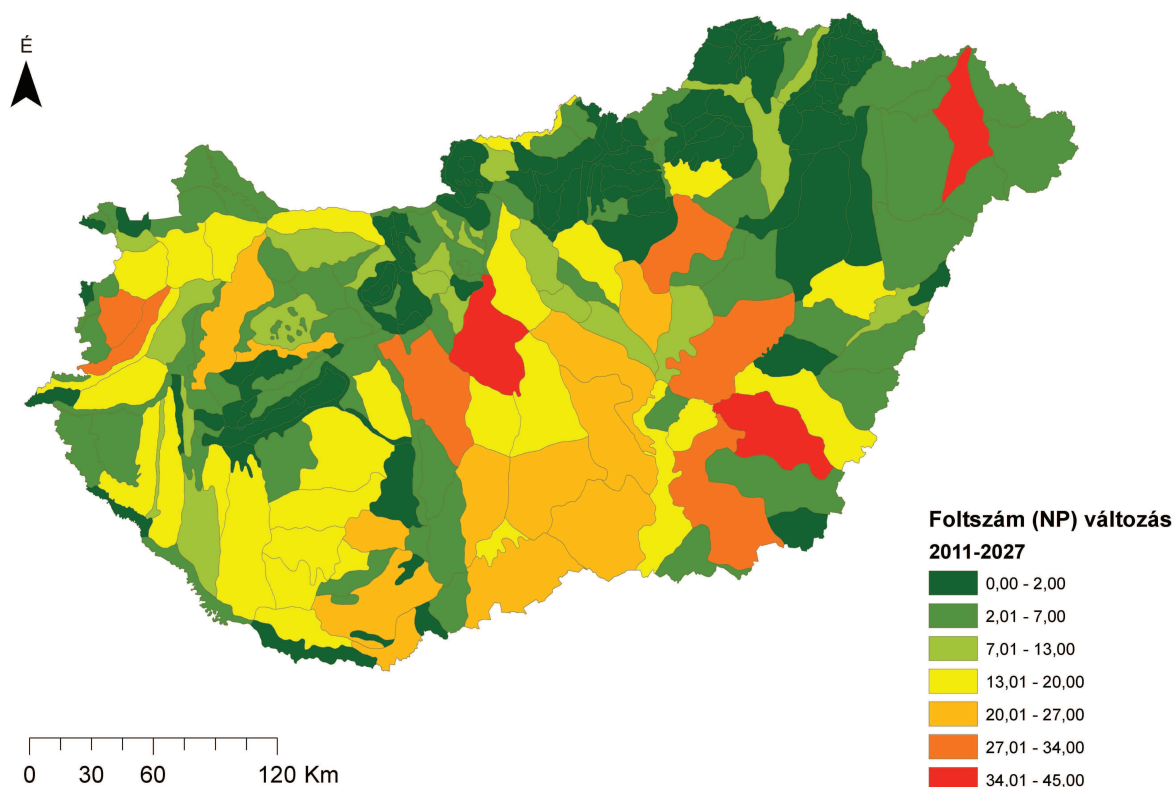 É
Foltszám (NP) változás
2011-2027
0,00 - 2,00
2,01 - 7,00
7,01 - 13,00
13,01 - 20,00
20,01 - 27,00
27,01 - 34,00
34,01 - 45,00
0 30 60 120 Km